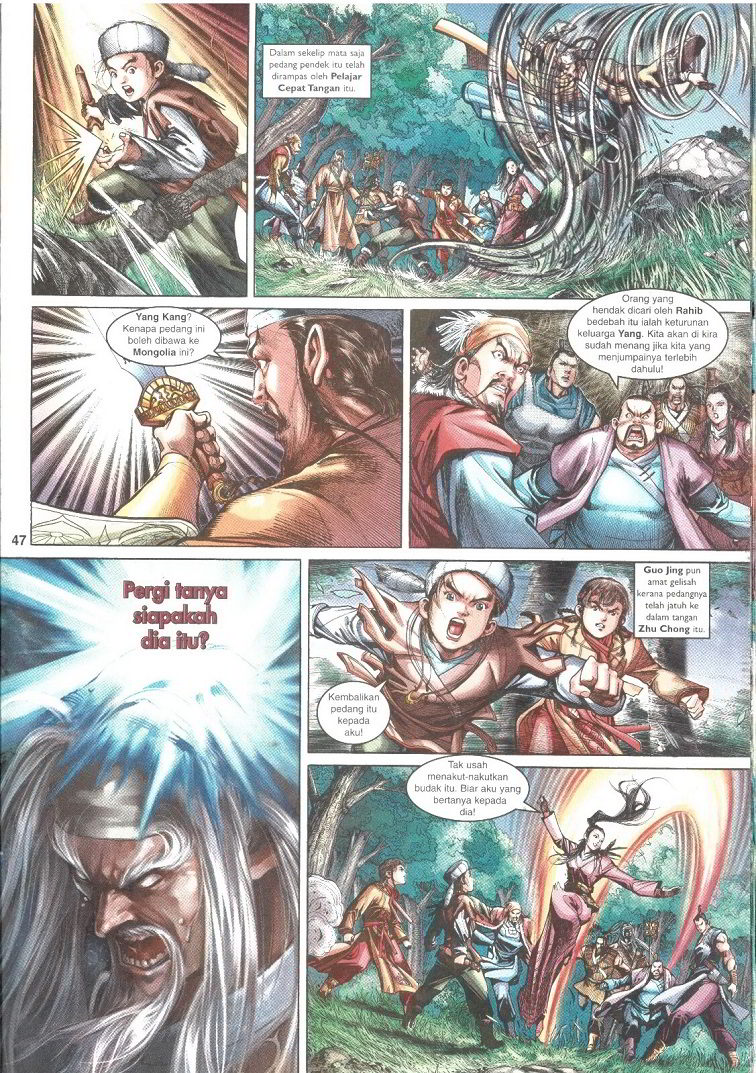 Dalam sekelip mata saja
pedang pendek itu telah
dirampas oleh Pelajar
Cepat Tangan itu.
Yang Kang?
Kenapa pedang ini
boleh dibawa ke
Mongolia ini?
Orang yang
hendak dicari oleh Rahib
bedebah itu ialah keturunan
keluarga Yang. Kita akan di kira
sudah menang jika kita yang
menjumpainya terlebih
dahulu!
47
Pergi tanya
siapakah
dia itu?
Guo Jing pun
amat gelisah
kerana pedangnya
telah jatuh ke
dalam tangan
Zhu Chong itu.
Kembalikan
pedang itu
kepada
aku!
Tak usah
menakut-nakutkan
budak itu. Biar aku yang
bertanya kepada
dia!